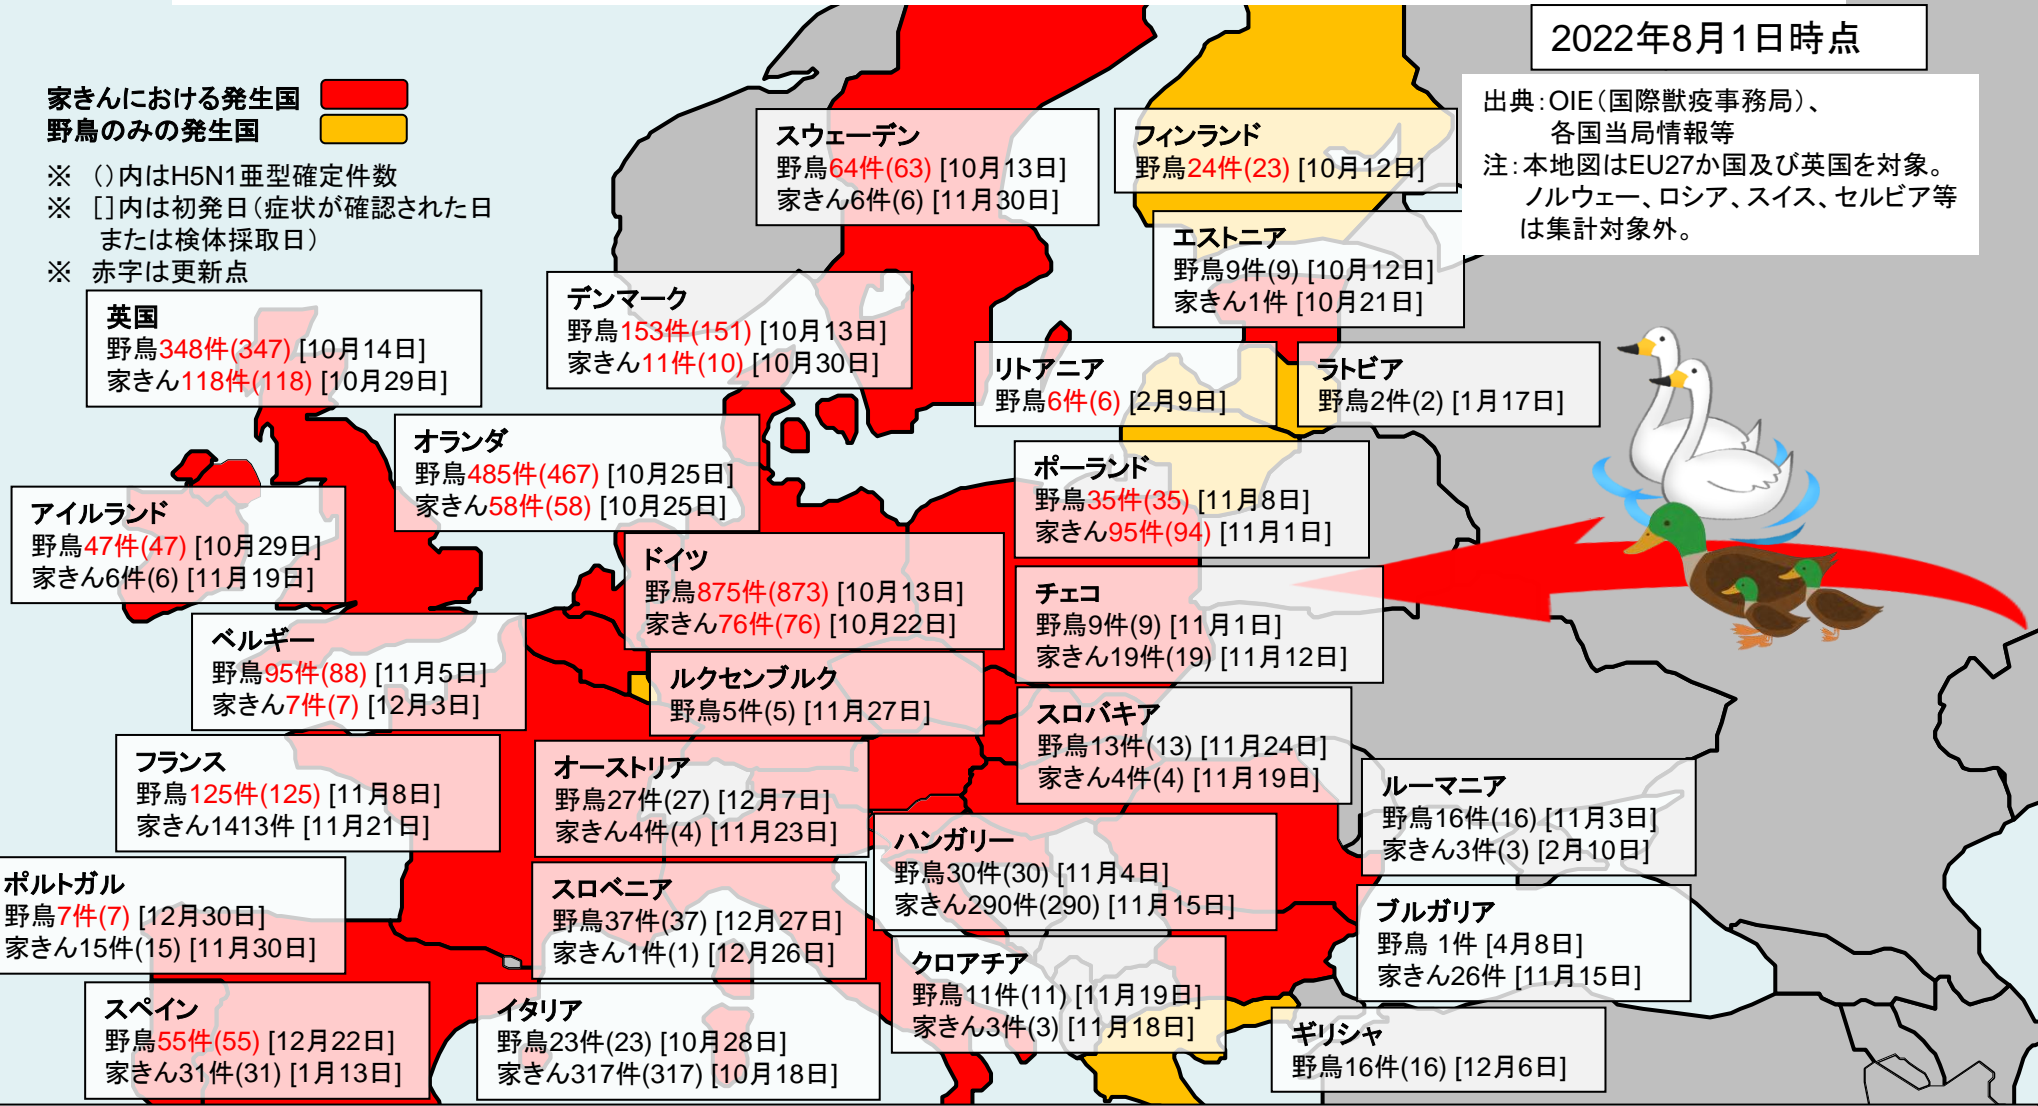 2022年8月1日時点
家きんにおける発生国
野鳥のみの発生国
※ ()内はH5N1亜型確定件数
※ []内は初発日(症状が確認された日
または検体採取日)
※ 赤字は更新点
出典:OIE(国際獣疫事務局)、
各国当局情報等
注:本地図はEU27か国及び英国を対象。
ノルウェー、ロシア、スイス、セルビア等
は集計対象外。
スウェーデン
野鳥64件(63) [10月13日]
家きん6件(6) [11月30日]
フィンランド
野鳥24件(23) [10月12日]
エストニア
野鳥9件(9) [10月12日]
家きん1件 [10月21日]
デンマーク
野鳥153件(151) [10月13日]
家きん11件(10) [10月30日]
英国
野鳥348件(347) [10月14日]
家きん118件(118) [10月29日]
リトアニア
野鳥6件(6) [2月9日]
ラトビア
野鳥2件(2) [1月17日]
オランダ
野鳥485件(467) [10月25日]
家きん58件(58) [10月25日]
ポーランド
野鳥35件(35) [11月8日]
家きん95件(94) [11月1日]
アイルランド
野鳥47件(47) [10月29日]
家きん6件(6) [11月19日]
ドイツ
野鳥875件(873) [10月13日]
家きん76件(76) [10月22日]
チェコ
野鳥9件(9) [11月1日]
家きん19件(19) [11月12日]
ベルギー
野鳥95件(88) [11月5日]
家きん7件(7) [12月3日]
ルクセンブルク
野鳥5件(5) [11月27日]
スロバキア
野鳥13件(13) [11月24日]
家きん4件(4) [11月19日]
フランス
野鳥125件(125) [11月8日]
家きん1413件 [11月21日]
オーストリア
野鳥27件(27) [12月7日]
家きん4件(4) [11月23日]
ルーマニア
野鳥16件(16) [11月3日]
家きん3件(3) [2月10日]
ハンガリー
野鳥30件(30) [11月4日]
家きん290件(290) [11月15日]
ポルトガル
野鳥7件(7) [12月30日]
家きん15件(15) [11月30日]
スロベニア
野鳥37件(37) [12月27日]
家きん1件(1) [12月26日]
ブルガリア
野鳥 1件 [4月8日]
家きん26件 [11月15日]
クロアチア
野鳥11件(11) [11月19日]
家きん3件(3) [11月18日]
スペイン
野鳥55件(55) [12月22日]
家きん31件(31) [1月13日]
イタリア
野鳥23件(23) [10月28日]
家きん317件(317) [10月18日]
ギリシャ
野鳥16件(16) [12月6日]